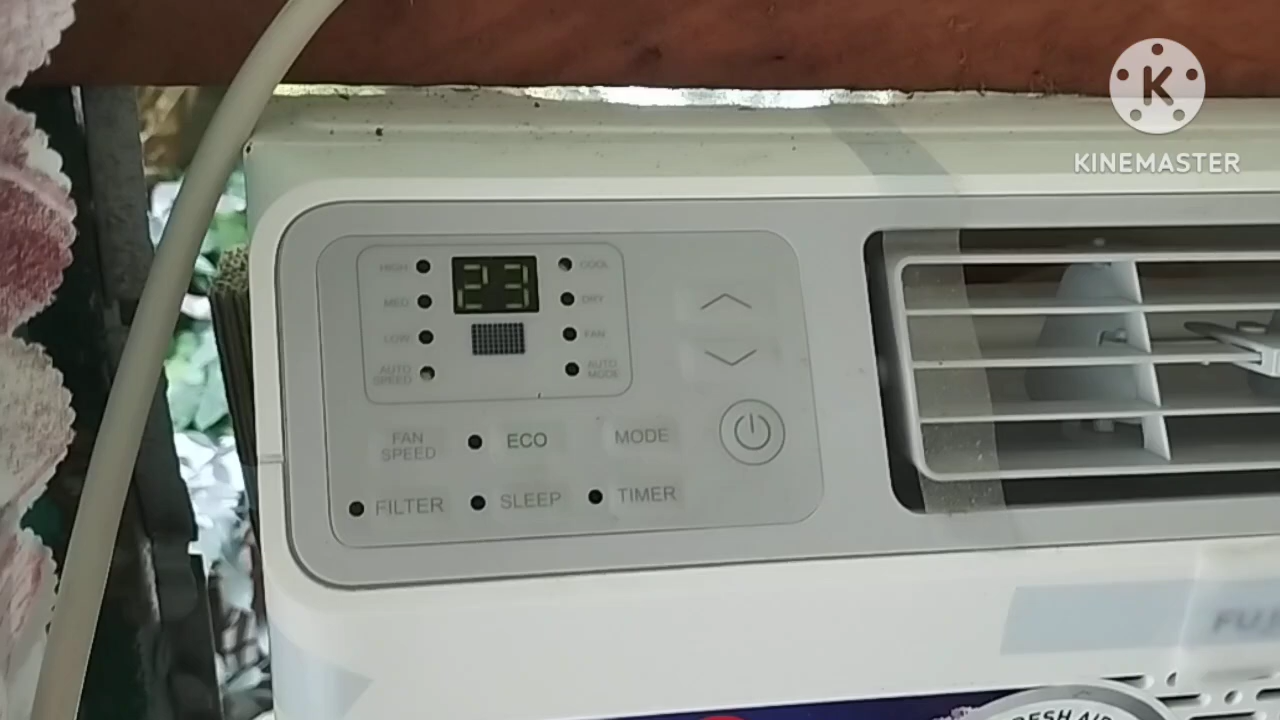 KINEMASTER
HIGH
23
COOL
MED
DRY
LOW
FAN
AUTO
SPEED
AUTO
MODE
FAN
SPEED
ECO
MODE
FILTER
SLEEP
TIMER